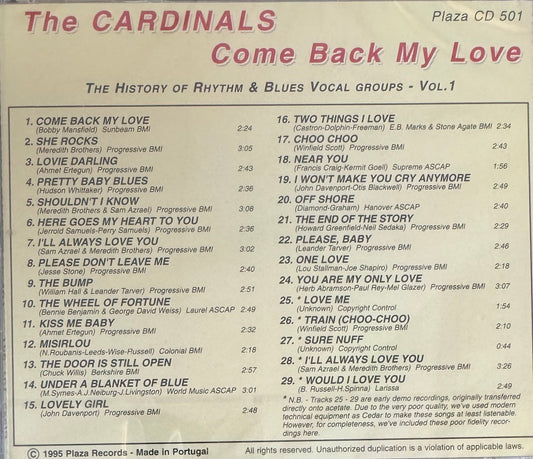 The CARDINALS
Plaza CD 501
Come Back My Love
THE HISTORY OF RHYTHM & BLUES VOCAL GROUPS - VOL.1
1. COME BACK MY LOVE
(Bobby Mansfield) Sunbeam BMI 2:24
2. SHE ROCKS
(Meredith Brothers) Progressive BMI 3:05
3. LOVIE DARLING
(Ahmet Ertegun) Progressive BMI 2:43
4. PRETTY BABY BLUES
(Hudson Whittaker) Progressive BMI 2:36
5. SHOULDN'T I KNOW
(Meredith Brothers & Sam Azrael) Progressive BMI
6. HERE GOES MY HEART TO YOU
(Jerrold Samuels-Perry Samuels) Progressive BMI 2:36
7. I'LL ALWAYS LOVE YOU
(Sam Azrael & Meredith Brothers) Progressive BMI 3:02
8. PLEASE DON'T LEAVE ME
(Jesse Stone) Progressive BMI 2:40
9. THE BUMP
(William Hall & Leander Tarver) Progressive BMI 2:51
10. THE WHEEL OF FORTUNE
(Bennie Benjamin & George David Weiss) Laurel ASCAP 2:49
11. KISS ME BABY
(Ahmet Ertegun) Progressive BMI 2:32
12. MISIRLOU
(N.Roubanis-Leeds-Wise-Russell) Colonial BMI 2:18
13. THE DOOR IS STILL OPEN
(Chuck Willis) Berkshire BMI 2:57
14. UNDER A BLANKET OF BLUE
(M.Symes-A.J.Neiburg-J.Livingston) World Music ASCAP 3:01
15. LOVELY GIRL
(John Davenport) Progressive BMI 2:48
16. TWO THINGS I LOVE
(Castron-Dolphin-Freeman) E.B. Marks & Stone Agate BMI 2:34
17. CHOO CHOO
(Winfield Scott) Progressive BMI 2:43
18. NEAR YOU
(Francis Craig-Kermit Goell) Supreme ASCAP 1:56
19. I WON'T MAKE YOU CRY ANYMORE
(John Davenport-Otis Blackwell) Progressive BMI 2:49
20. OFF SHORE
(Diamond-Graham) Hanover ASCAP 2:40
21. THE END OF THE STORY
(Howard Greenfield-Neil Sedaka) Progressive BMI 2:29
22. PLEASE, BABY
(Leander Tarver) Progressive BMI 2:46
23. ONE LOVE
(Lou Stallman-Joe Shapiro) Progressive BMI 2:18
24. YOU ARE MY ONLY LOVE
(Herb Abramson-Paul Rey-Mel Glazer) Progressive BMI 3:07
25. * LOVE ME
(Unknown) Copyright Control 1:54
26. * TRAIN (CHOO-CHOO)
(Winfield Scott) Progressive BMI 2:10
27. * SURE NUFF
(Unknown) Copyright Control 0:44
28. * I'LL ALWAYS LOVE YOU
(Sam Azrael & Meredith Brothers) Progressive BMI 3:26
29. * WOULD I LOVE YOU
(B. Russell-H.Spinna) Larissa 2:49
* N.B. - Tracks 25 - 29 are early demo recordings, originally transferred
directly onto acetate. Due to the very poor quality, we've used modern
technical equipment as Cedar to make these songs at least listenable.
However, for completeness, we've included these poor fidelity recor-
dings here.
© 1995 Plaza Records - Made in Portugal
All rights reserved. Unauthorized duplication is a violation of applicable laws.